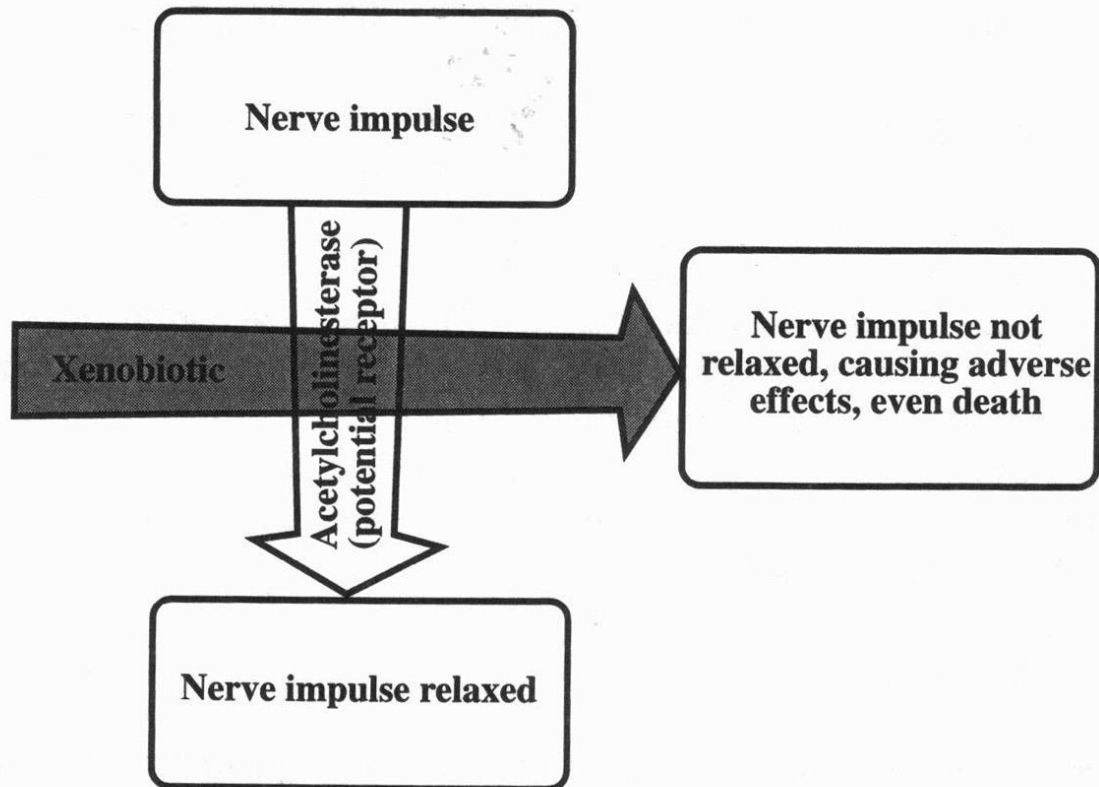 Nerve impulse
Acetylcholinesterase
(potential receptor)
Xenobiotic
Nerve impulse not
relaxed, causing adverse
effects, even death
Nerve impulse relaxed